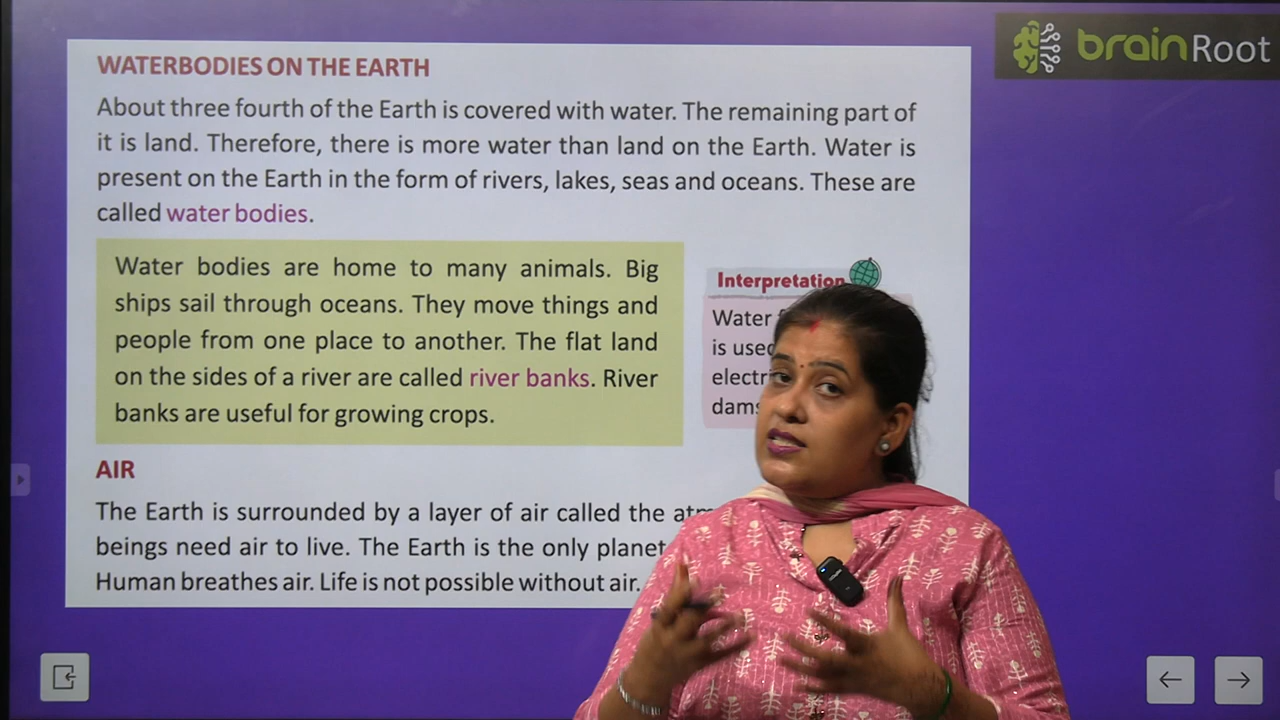 brainRoot
WATERBODIES ON THE EARTH
About three fourth of the Earth is covered with water. The remaining part of
it is land. Therefore, there is more water than land on the Earth. Water is
present on the Earth in the form of rivers, lakes, seas and oceans. These are
called water bodies.
Water bodies are home to many animals. Big
ships sail through oceans. They move things and
people from one place to another. The flat land
on the sides of a river are called river banks. River
banks are useful for growing crops.
Interpretation
Water
is used
dams
AIR
The Earth is surrounded by a layer of air called the
beings need air to live. The Earth is the only planet
Human breathes air. Life is not possible without air.